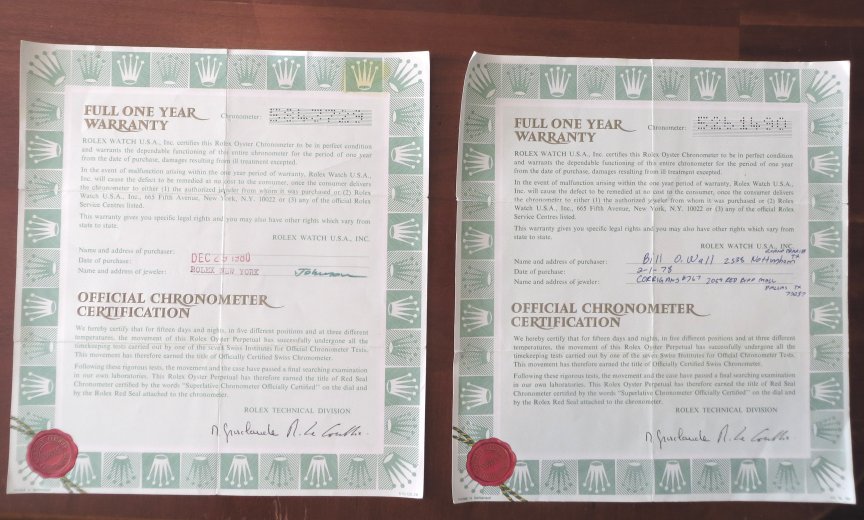 FULL ONE YEAR
WARRANTY
Chronometer:
ROLEX WATCH U.S.A., Inc. certifies this Rolex Oyster Chronometer to be in perfect condition
and warrants the dependable functioning of this entire chronometer for the period of one year
from the date of purchase, damages resulting from ill treatment excepted.
In the event of malfunction arising within the one year period of warranty, Rolex Watch U.S.A.,
Inc. will cause the defect to be remedied at no cost to the consumer, once the consumer delivers
the chronometer to either (1) the authorized jeweler from whom it was purchased or (2) Rolex
Watch U.S.A., Inc., 665 Fifth Avenue, New York, N.Y. 10022 or (3) any of the official Rolex
Service Centres listed.
This warranty gives you specific legal rights and you may also have other rights which vary from
state to state.
ROLEX WATCH U.S.A., INC.
Name and address of purchaser:
Date of purchase: DEC 1980
Name and address of jeweler: ROLEX NEW YORK Johnson
OFFICIAL CHRONOMETER
CERTIFICATION
We hereby certify that for fifteen days and nights, in five different positions and at three different
temperatures, the movement of this Rolex Oyster Perpetual has successfully undergone all the
timekeeping tests carried out by one of the seven Swiss Institutes for Official Chronometer Tests.
This movement has therefore earned the title of Officially Certified Swiss Chronometer.
Following these rigorous tests, the movement and the case have passed a final searching examination
in our own laboratories. This Rolex Oyster Perpetual has therefore earned the title of Red Seal
Chronometer certified by the words "Superlative Chronometer Officially Certified" on the dial and
by the Rolex Red Seal attached to the chronometer.
ROLEX TECHNICAL DIVISION
FULL ONE YEAR
WARRANTY
Chronometer: 5261490
ROLEX WATCH U.S.A., Inc. certifies this Rolex Oyster Chronometer to be in perfect condition
and warrants the dependable functioning of this entire chronometer for the period of one year
from the date of purchase, damages resulting from ill treatment excepted.
In the event of malfunction arising within the one year period of warranty, Rolex Watch U.S.A.,
Inc. will cause the defect to be remedied at no cost to the consumer, once the consumer delivers
the chronometer to either (1) the authorized jeweler from whom it was purchased or (2) Rolex
Watch U.S.A., Inc., 665 Fifth Avenue, New York, N.Y. 10022 or (3) any of the official Rolex
Service Centres listed.
This warranty gives you specific legal rights and you may also have other rights which vary from
state to state.
ROLEX WATCH U.S.A., INC.
Name and address of purchaser: Bill O. Wall 2538 Nottingham TX
Date of purchase: 2-1-78
Name and address of jeweler: CORRIGANS #767 RED BIRD MALL
DALLAS TX
OFFICIAL CHRONOMETER
CERTIFICATION
We hereby certify that for fifteen days and nights, in five different positions and at three different
temperatures, the movement of this Rolex Oyster Perpetual has successfully undergone all the
timekeeping tests carried out by one of the seven Swiss Institutes for Official Chronometer Tests.
This movement has therefore earned the title of Officially Certified Swiss Chronometer.
Following these rigorous tests, the movement and the case have passed a final searching examination
in our own laboratories. This Rolex Oyster Perpetual has therefore earned the title of Red Seal
Chronometer certified by the words "Superlative Chronometer Officially Certified" on the dial and
by the Rolex Red Seal attached to the chronometer.
ROLEX TECHNICAL DIVISION